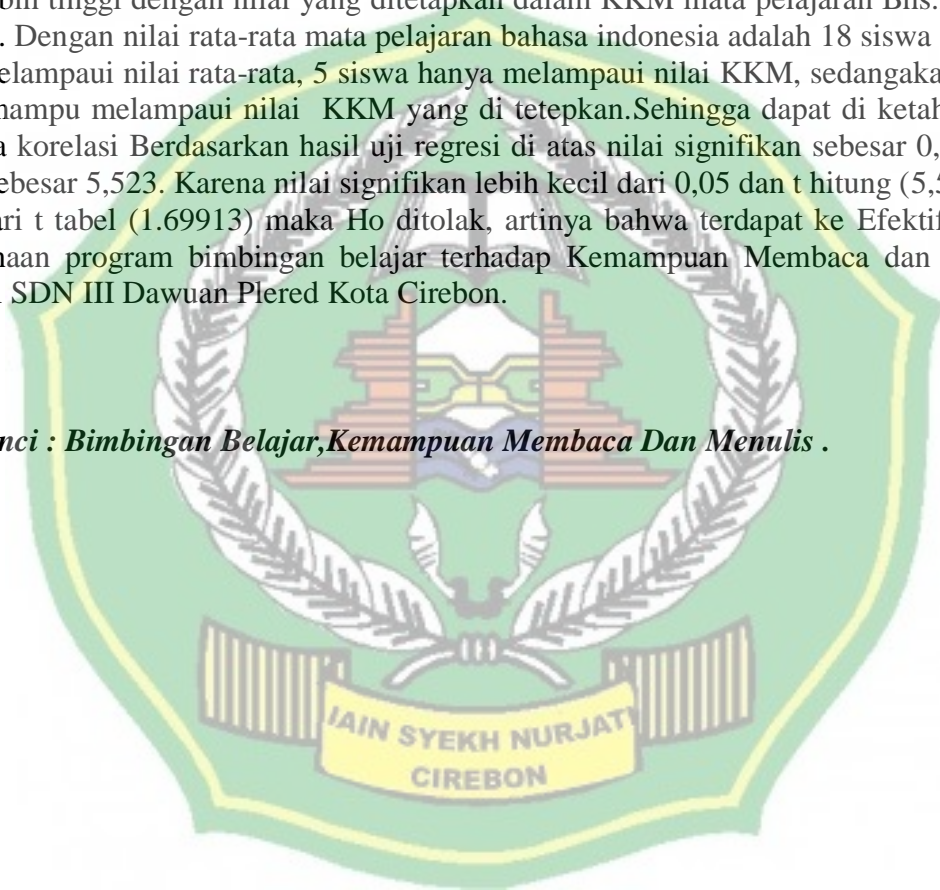 tinggi dengan nilai yang ditetapkan dalam KKM mata pelajaran
. Dengan nilai rata-rata mata pelajaran bahasa indonesia adalah 18 siswa
elampaui nilai rata-rata, 5 siswa hanya melampaui nilai KKM, sedangaka
mampu melampaui nilai KKM yang di tetepkan.Sehingga dapat di ketah
a korelasi Berdasarkan hasil uji regresi di atas nilai signifikan sebesar 0,
ebesar 5,523. Karena nilai signifikan lebih kecil dari 0,05 dan t hitung (5,5
ari t tabel (1.69913) maka Ho ditolak, artinya bahwa terdapat ke Efektif
naan program bimbingan belajar terhadap Kemampuan Membaca dan
SDN III Dawuan Plered Kota Cirebon.
nci : Bimbingan Belajar,Kemampuan Membaca Dan Menulis .
IAIN SYEKH NURJATI
CIREBON